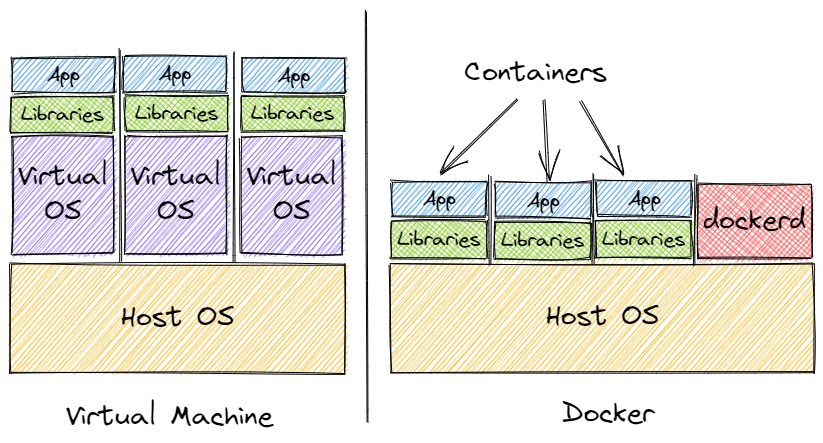 App
App
App
Libraries
Libraries
Libraries
Virtual
OS
Virtual
OS
Virtual
OS
Host OS
Virtual Machine
Containers
App
App
App
dockerd
Libraries
Libraries
Libraries
Host OS
Docker